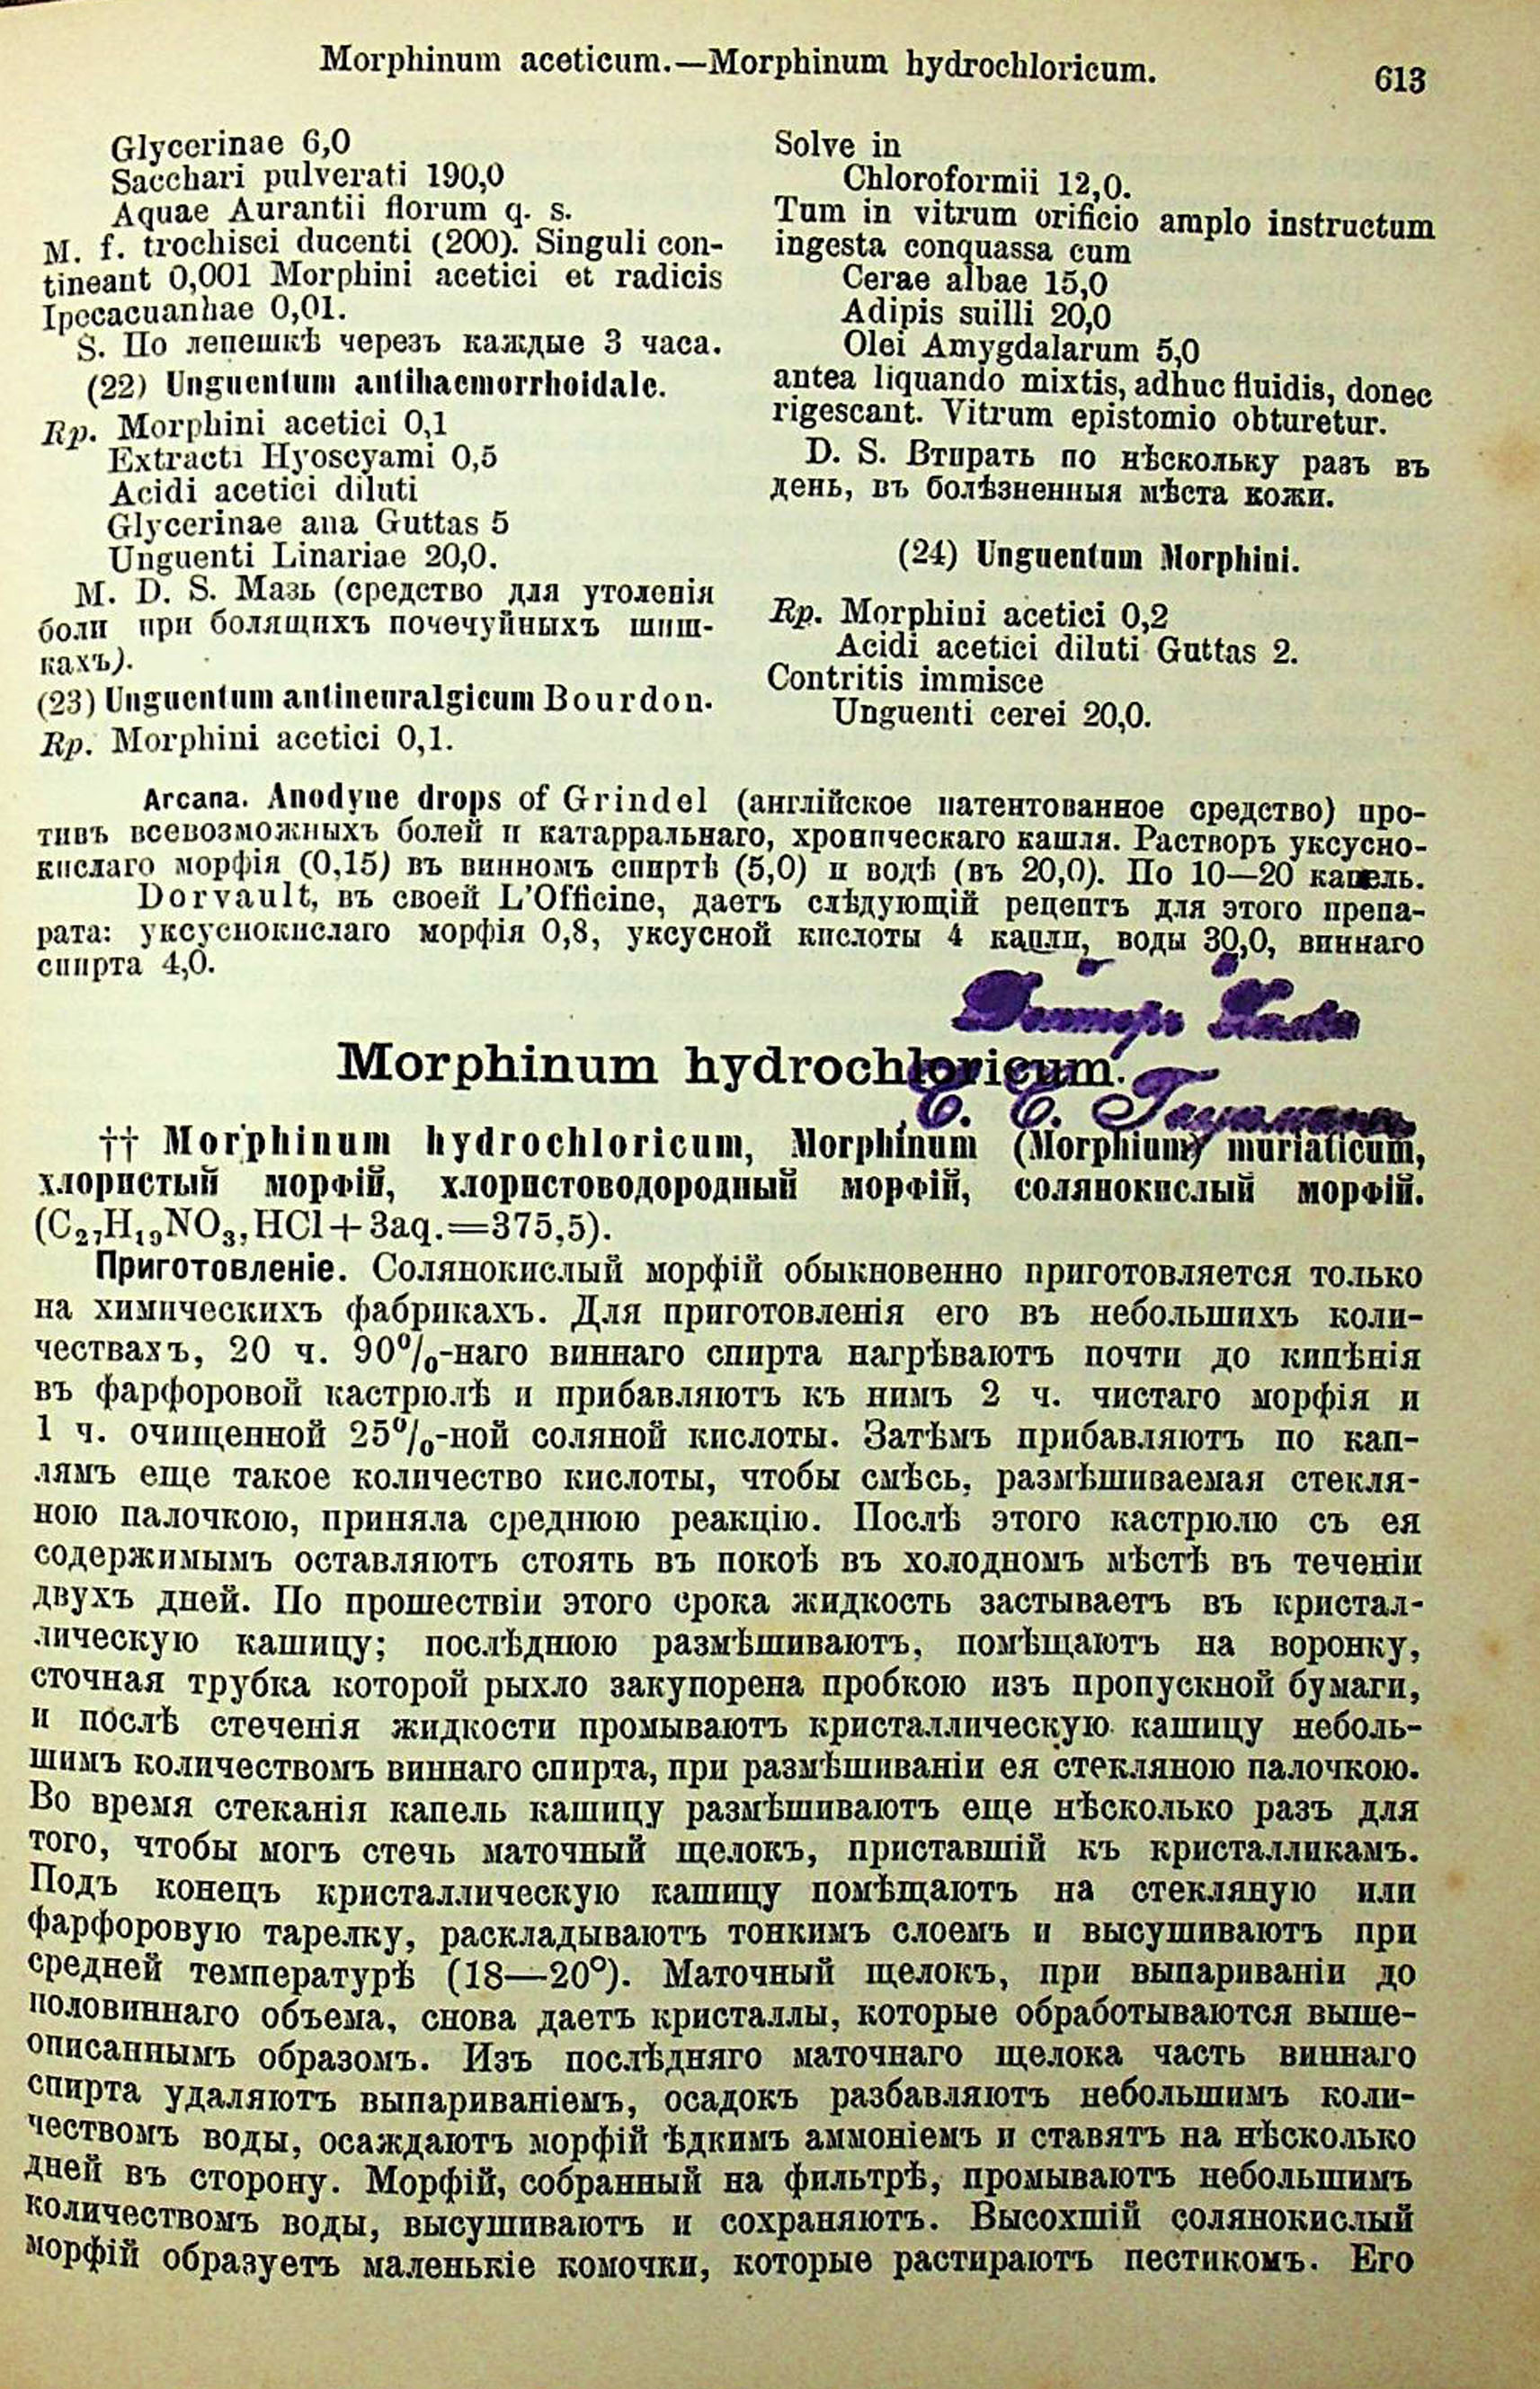 Morphinum aceticum.—Morphinum hydrochloricum.
613
Glycerinae 6,0
Sacchari pulverati 190,0
Aquae Aurantii florum q. s.
M. f. trochisci ducenti (200). Singuli con-
tineant 0,001 Morphini acetici et radicis
Ipecacuanhae 0,01.
S. По лепешкѣ черезъ каждые 3 часа.
(22) Unguentum antihaemorrhoidale.
Rp. Morphini acetici 0,1
Extracti Hyoscyami 0,5
Acidi acetici diluti
Glycerinae ana Guttas 5
Unguenti Linariae 20,0.
M. D. S. Мазь (средство для утоленія
боли при болящихъ почечуйныхъ шиш-
кахъ).
(23) Unguentum antineuralgicum Bourdon.
Rp. Morphini acetici 0,1.
Solve in
Chloroformii 12,0.
Tum in vitrum orificio amplo instructum
ingesta conquassa cum
Cerae albae 15,0
Adipis suilli 20,0
Olei Amygdalarum 5,0
antea liquando mixtis, adhuc fluidis, donec
rigescant. Vitrum epistomio obturetur.
D. S. Втирать по нѣскольку разъ въ
день, въ болѣзненныя мѣста кожи.
(24) Unguentum Morphini.
Rp. Morphini acetici 0,2
Acidi acetici diluti Guttas 2.
Contritis immisce
Unguenti cerei 20,0.
Arcana. Anodyne drops of Grindel (англійское патентованное средство) про-
тивъ всевозможныхъ болей и катарральнаго, хроническаго кашля. Растворъ уксусно-
кислаго морфія (0,15) въ винномъ спиртѣ (5,0) и водѣ (въ 20,0). По 10—20 капель.
Dorvault, въ своей L'Officine, даетъ слѣдующій рецептъ для этого препа-
рата: уксуснокислаго морфія 0,8, уксусной кислоты 4 капли, воды 30,0, виннаго
спирта 4,0.
Morphinum hydrochloricum.
†† Morphinum hydrochloricum, Morphinum (Morphium) muriaticum,
хлористый морфій, хлористоводородный морфій, солянокислый морфій.
(C₂₇H₁₉NO₃,HCl+3aq.=375,5).
Приготовленіе. Солянокислый морфій обыкновенно приготовляется только
на химическихъ фабрикахъ. Для приготовленія его въ небольшихъ коли-
чествахъ, 20 ч. 90%-наго виннаго спирта нагрѣваютъ почти до кипѣнія
въ фарфоровой кастрюлѣ и прибавляютъ къ нимъ 2 ч. чистаго морфія и
1 ч. очищенной 25%-ной соляной кислоты. Затѣмъ прибавляютъ по кап-
лямъ еще такое количество кислоты, чтобы смѣсь, размѣшиваемая стекля-
ною палочкою, приняла среднюю реакцію. Послѣ этого кастрюлю съ ея
содержимымъ оставляютъ стоять въ покоѣ въ холодномъ мѣстѣ въ теченіи
двухъ дней. По прошествіи этого срока жидкость застываетъ въ кристал-
лическую кашицу; послѣднюю размѣшиваютъ, помѣщаютъ на воронку,
сточная трубка которой рыхло закупорена пробкою изъ пропускной бумаги,
и послѣ стеченія жидкости промываютъ кристаллическую кашицу неболь-
шимъ количествомъ виннаго спирта, при размѣшиваніи ея стекляною палочкою.
Во время стеканія капель кашицу размѣшиваютъ еще нѣсколько разъ для
того, чтобы могъ стечь маточный щелокъ, приставшій къ кристалликамъ.
Подъ конецъ кристаллическую кашицу помѣщаютъ на стекляную или
фарфоровую тарелку, раскладываютъ тонкимъ слоемъ и высушиваютъ при
средней температурѣ (18—20°). Маточный щелокъ, при выпариваніи до
половиннаго объема, снова даетъ кристаллы, которые обработываются выше-
описаннымъ образомъ. Изъ послѣдняго маточнаго щелока часть виннаго
спирта удаляютъ выпариваніемъ, осадокъ разбавляютъ небольшимъ коли-
чествомъ воды, осаждаютъ морфій ѣдкимъ аммоніемъ и ставятъ на нѣсколько
дней въ сторону. Морфій, собранный на фильтрѣ, промываютъ небольшимъ
количествомъ воды, высушиваютъ и сохраняютъ. Высохшій солянокислый
морфій образуетъ маленькіе комочки, которые растираютъ пестикомъ. Его